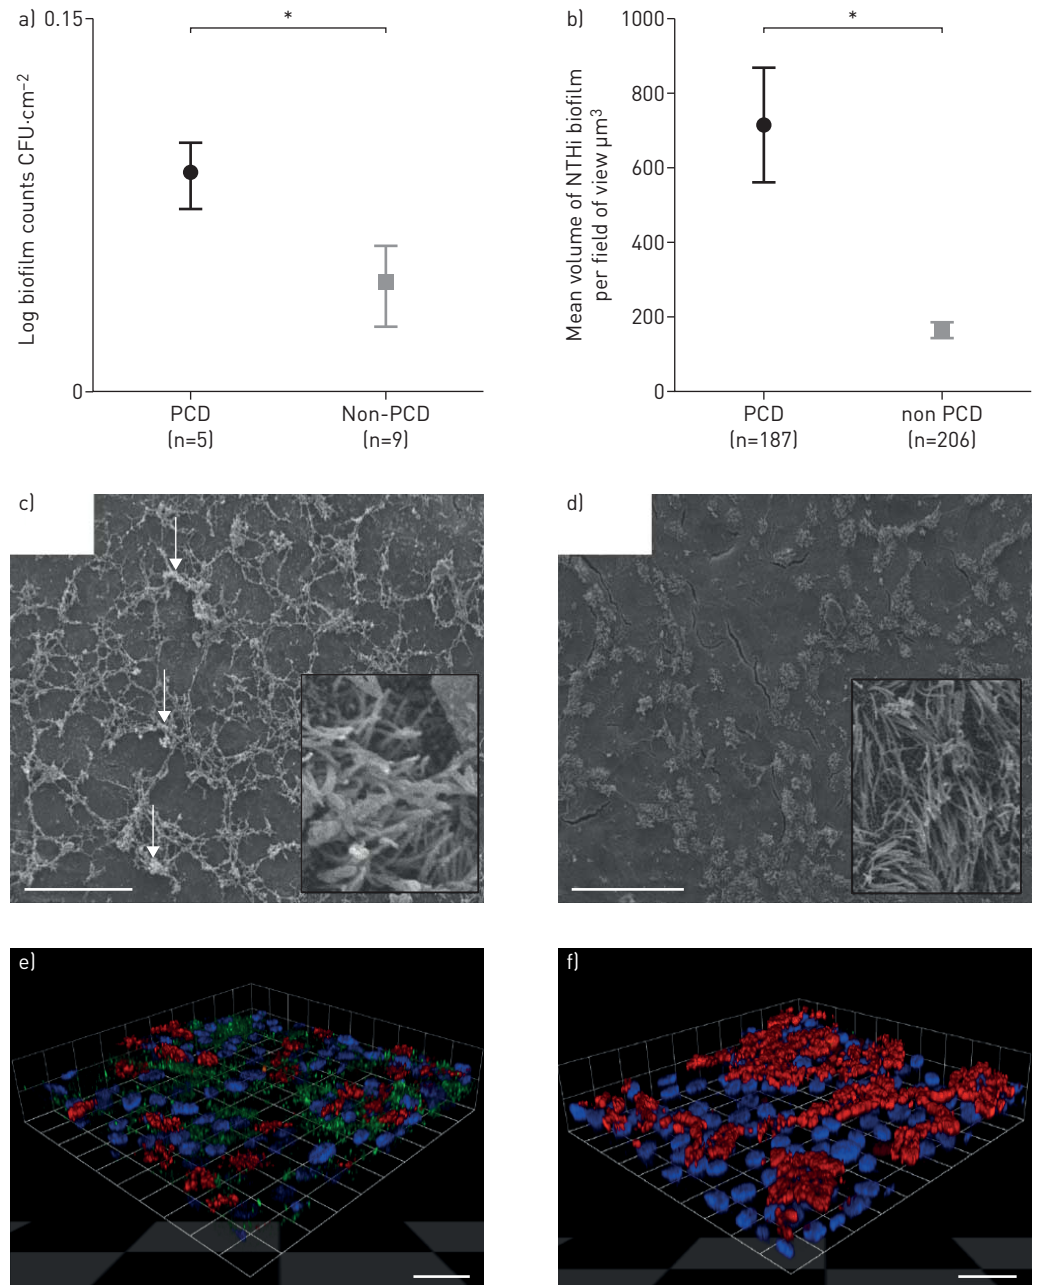 a)
0.15
*
Log biofilm counts CFU·cm−2
0
PCD
(n=5)
Non-PCD
(n=9)
b)
1000
*
800
600
400
200
0
Mean volume of NTHi biofilm
per field of view µm3
PCD
(n=187)
non PCD
(n=206)
c)
d)
e)
f)